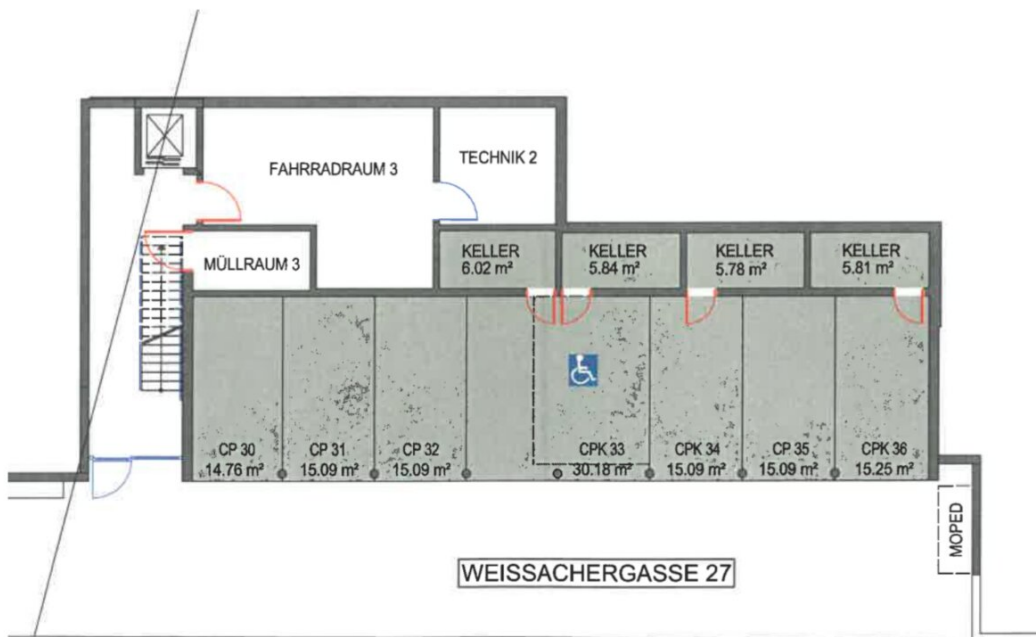 FAHRRADRAUM 3
TECHNIK 2
MÜLLRAUM 3
KELLER
6.02 m²
KELLER
5.84 m²
KELLER
5.78 m²
KELLER
5.81 m²
CP 30
14.76 m²
CP 31
15.09 m²
CP 32
15.09 m²
CPK 33
30.18 m²
CPK 34
15.09 m²
CP 35
15.09 m²
CPK 36
15.25 m²
MOPED
WEISSACHERGASSE 27